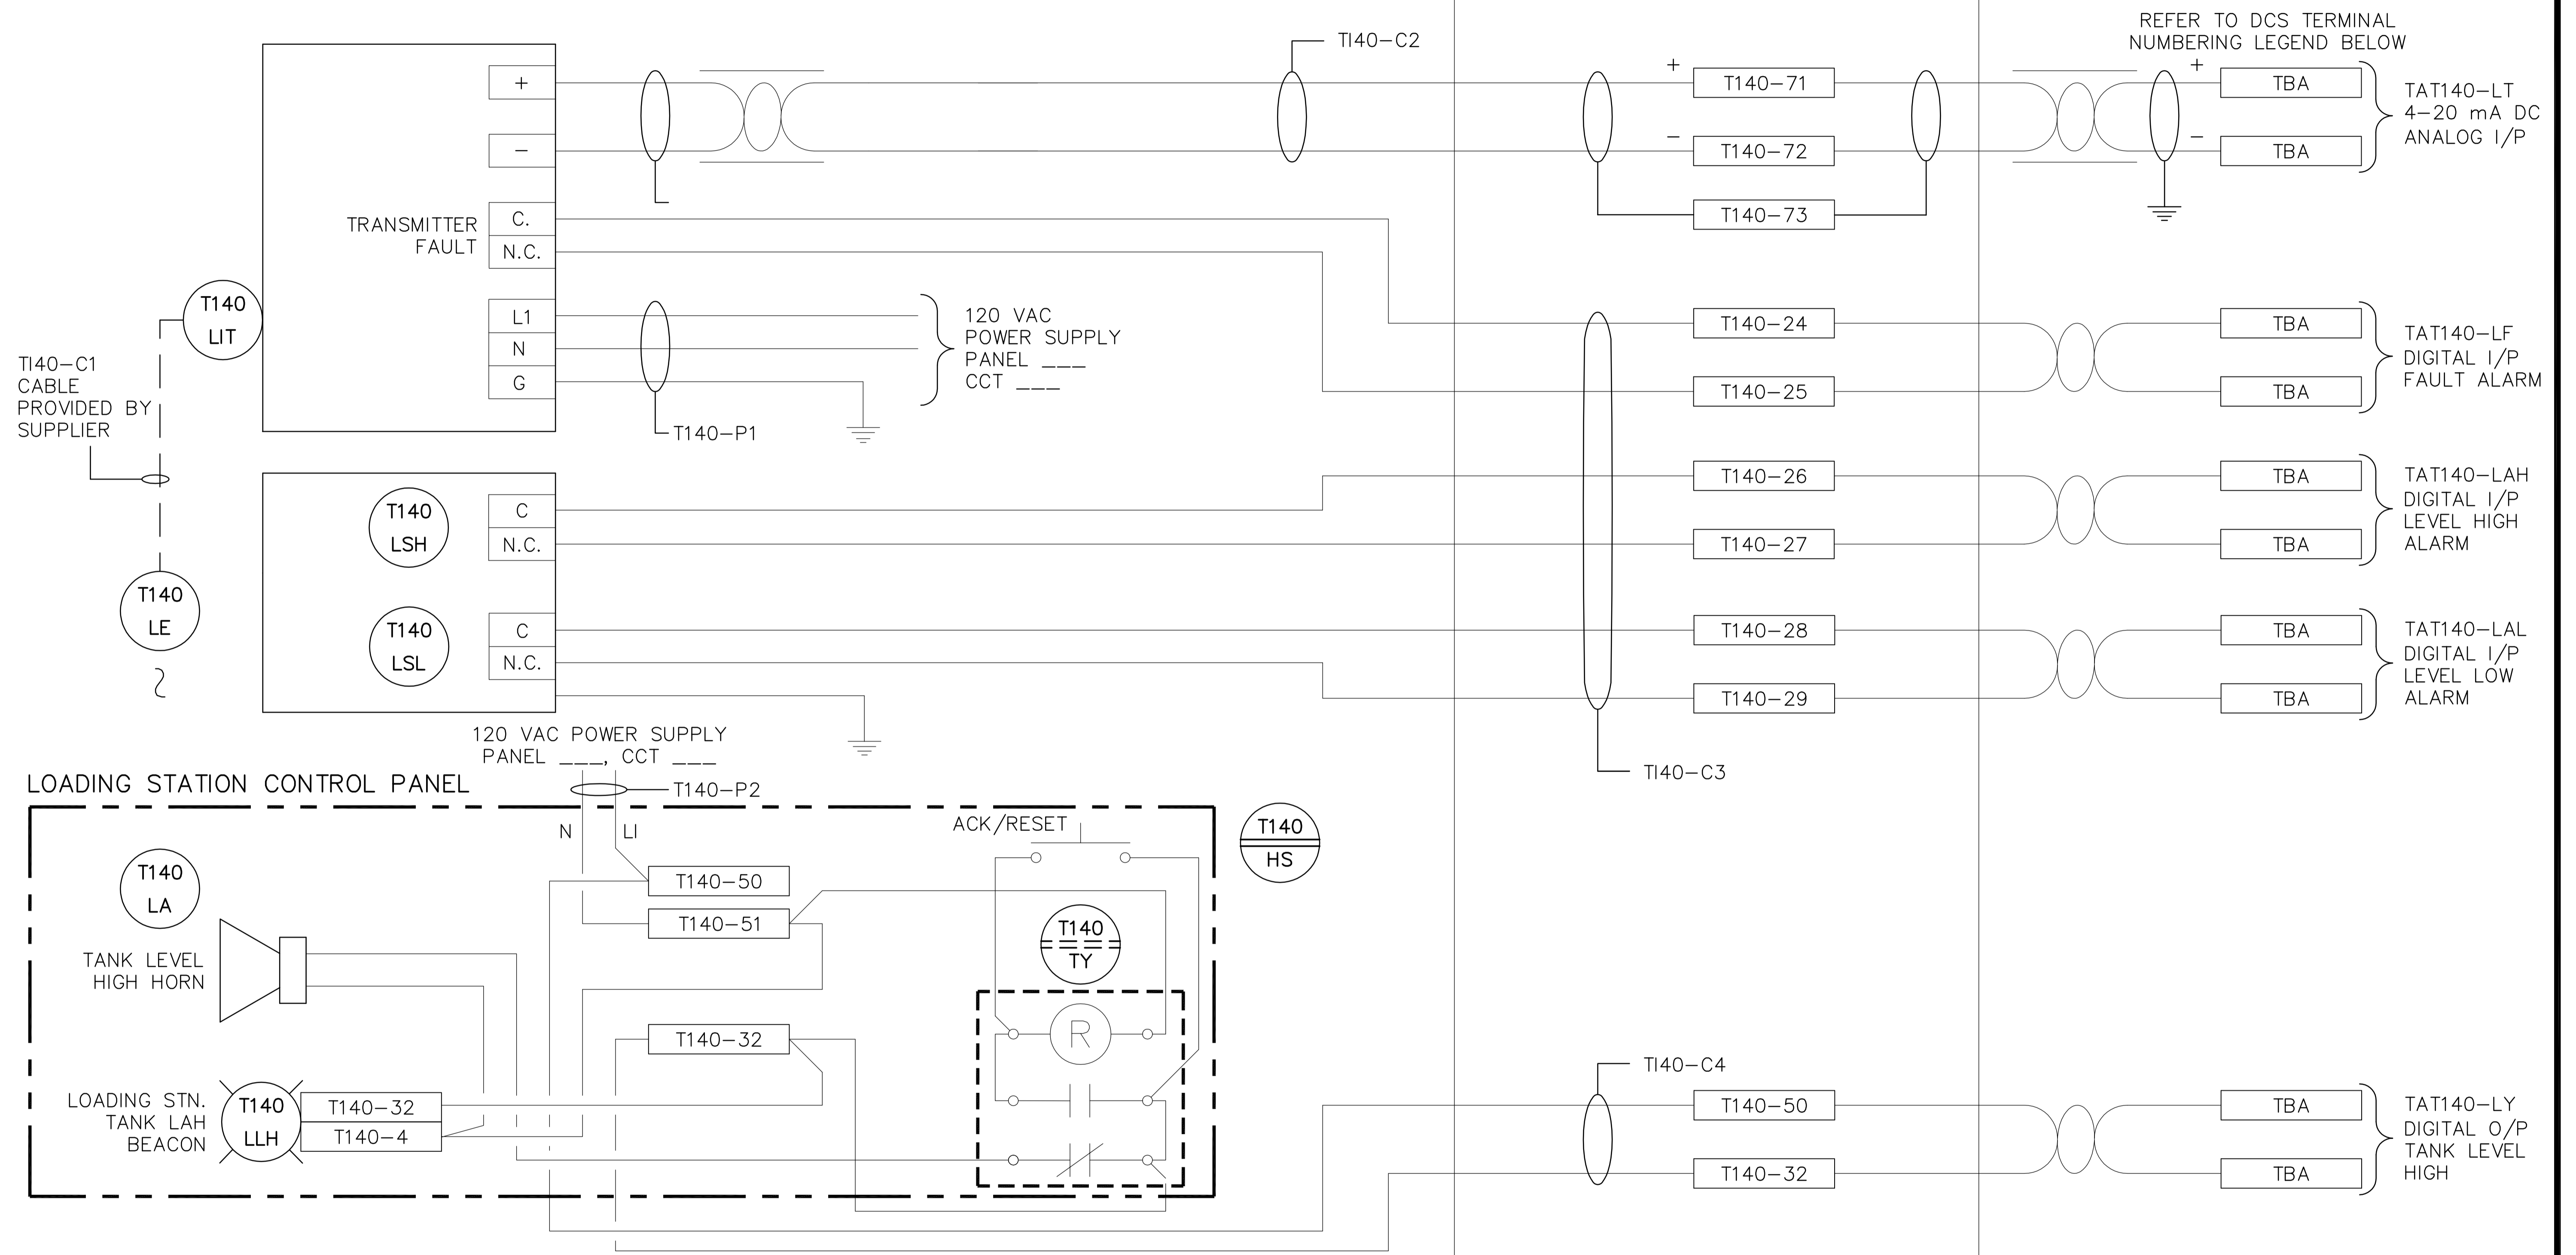 REFER TO DCS TERMINAL
NUMBERING LEGEND BELOW
TI40-C2
+
+
+
T140-71
TBA
TAT140-LT
4-20 mA DC
ANALOG I/P
-
-
-
T140-72
TBA
T140-73
TRANSMITTER
FAULT
C.
N.C.
T140
LIT
L1
N
G
120 VAC
POWER SUPPLY
PANEL ___
CCT ___
T140-P1
T140-24
TBA
T140-25
TBA
TAT140-LF
DIGITAL I/P
FAULT ALARM
TI40-C1
CABLE
PROVIDED BY
SUPPLIER
T140
LE
T140
LSH
C
N.C.
T140-26
TBA
T140-27
TBA
TAT140-LAH
DIGITAL I/P
LEVEL HIGH
ALARM
T140
LSL
C
N.C.
T140-28
TBA
T140-29
TBA
TAT140-LAL
DIGITAL I/P
LEVEL LOW
ALARM
TI40-C3
120 VAC POWER SUPPLY
PANEL ___, CCT ___
T140-P2
LOADING STATION CONTROL PANEL
N
LI
ACK/RESET
T140
HS
T140
LA
T140-50
T140-51
T140
TY
TANK LEVEL
HIGH HORN
T140-32
R
LOADING STN.
TANK LAH
BEACON
T140
LLH
T140-32
T140-4
TI40-C4
T140-50
TBA
T140-32
TBA
TAT140-LY
DIGITAL O/P
TANK LEVEL
HIGH